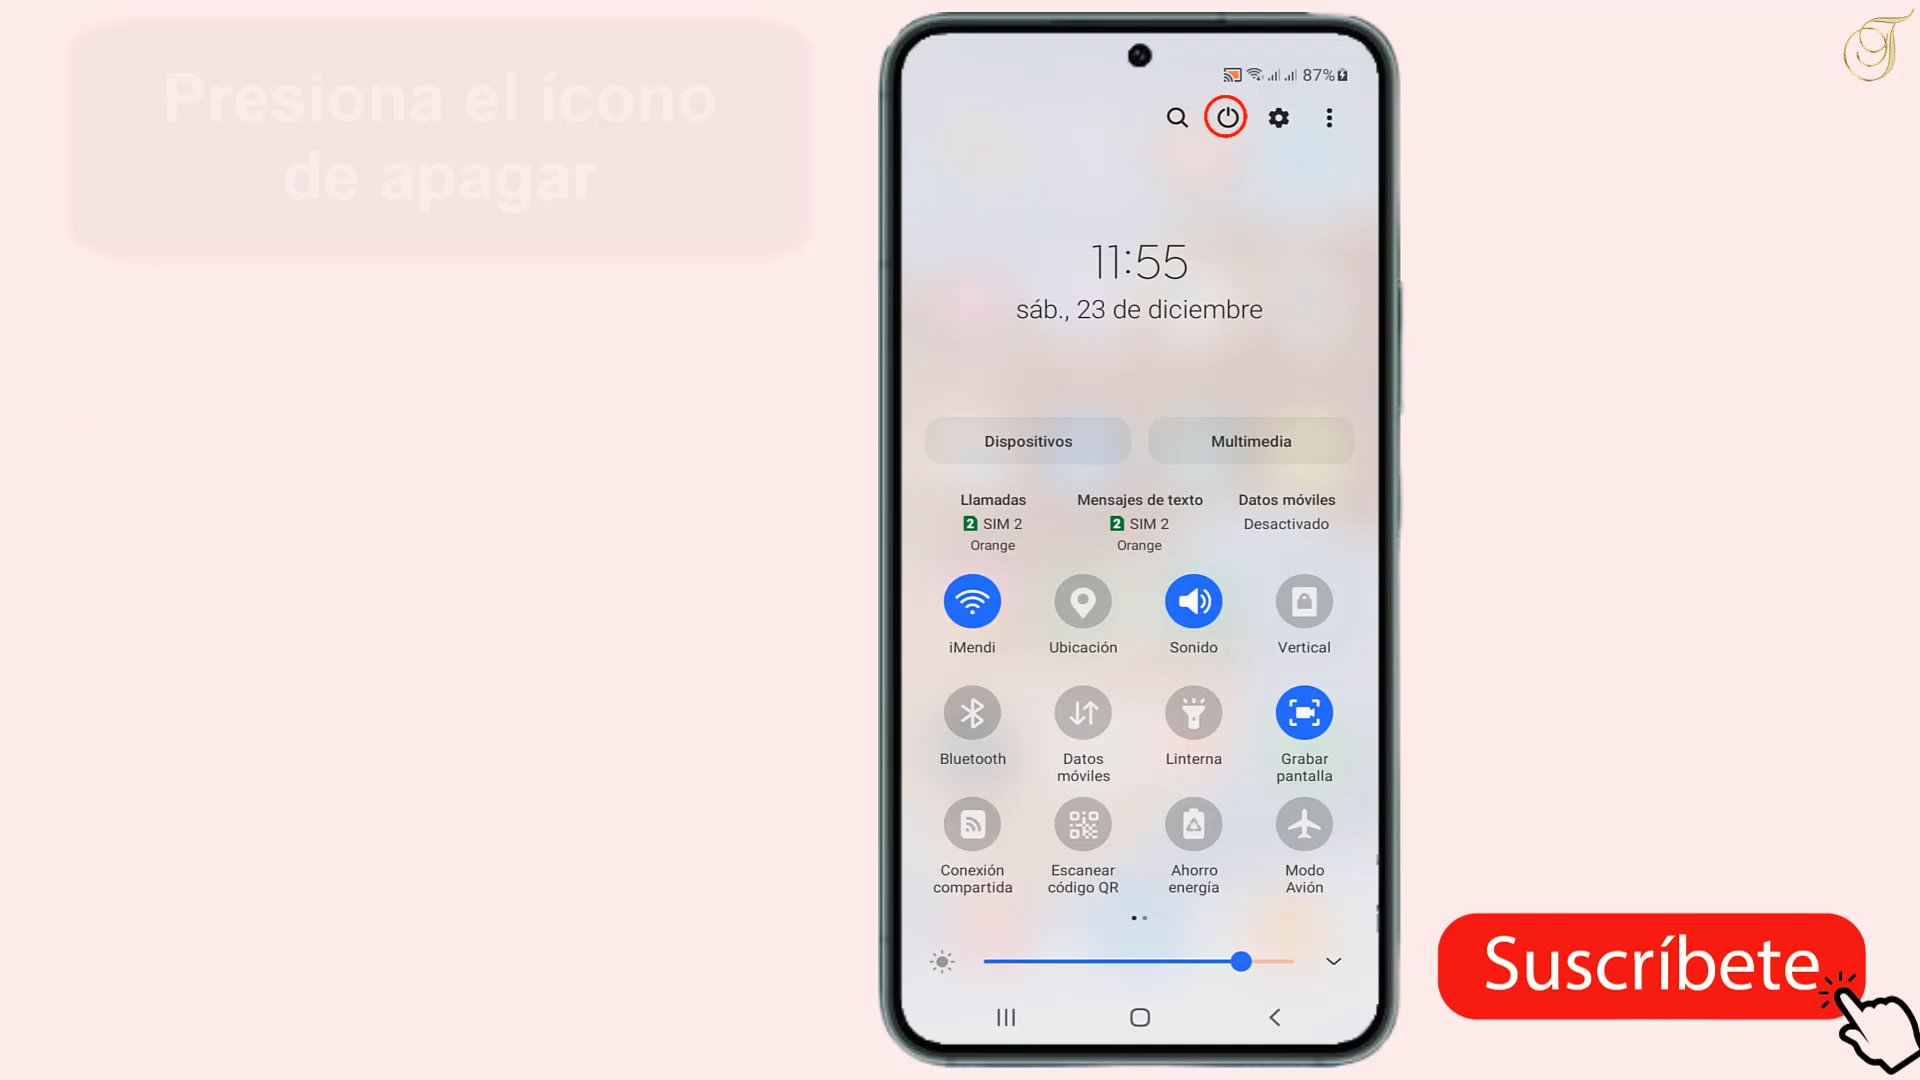 Presiona el ícono
de apagar
87%
11:55
sáb., 23 de diciembre
Dispositivos
Multimedia
Llamadas
2 SIM 2
Orange
Mensajes de texto
2 SIM 2
Orange
Datos móviles
Desactivado
iMendi
Ubicación
Sonido
Vertical
Bluetooth
Datos
móviles
Linterna
Grabar
pantalla
Conexión
compartida
Escanear
código QR
Ahorro
energía
Modo
Avión
Suscríbete